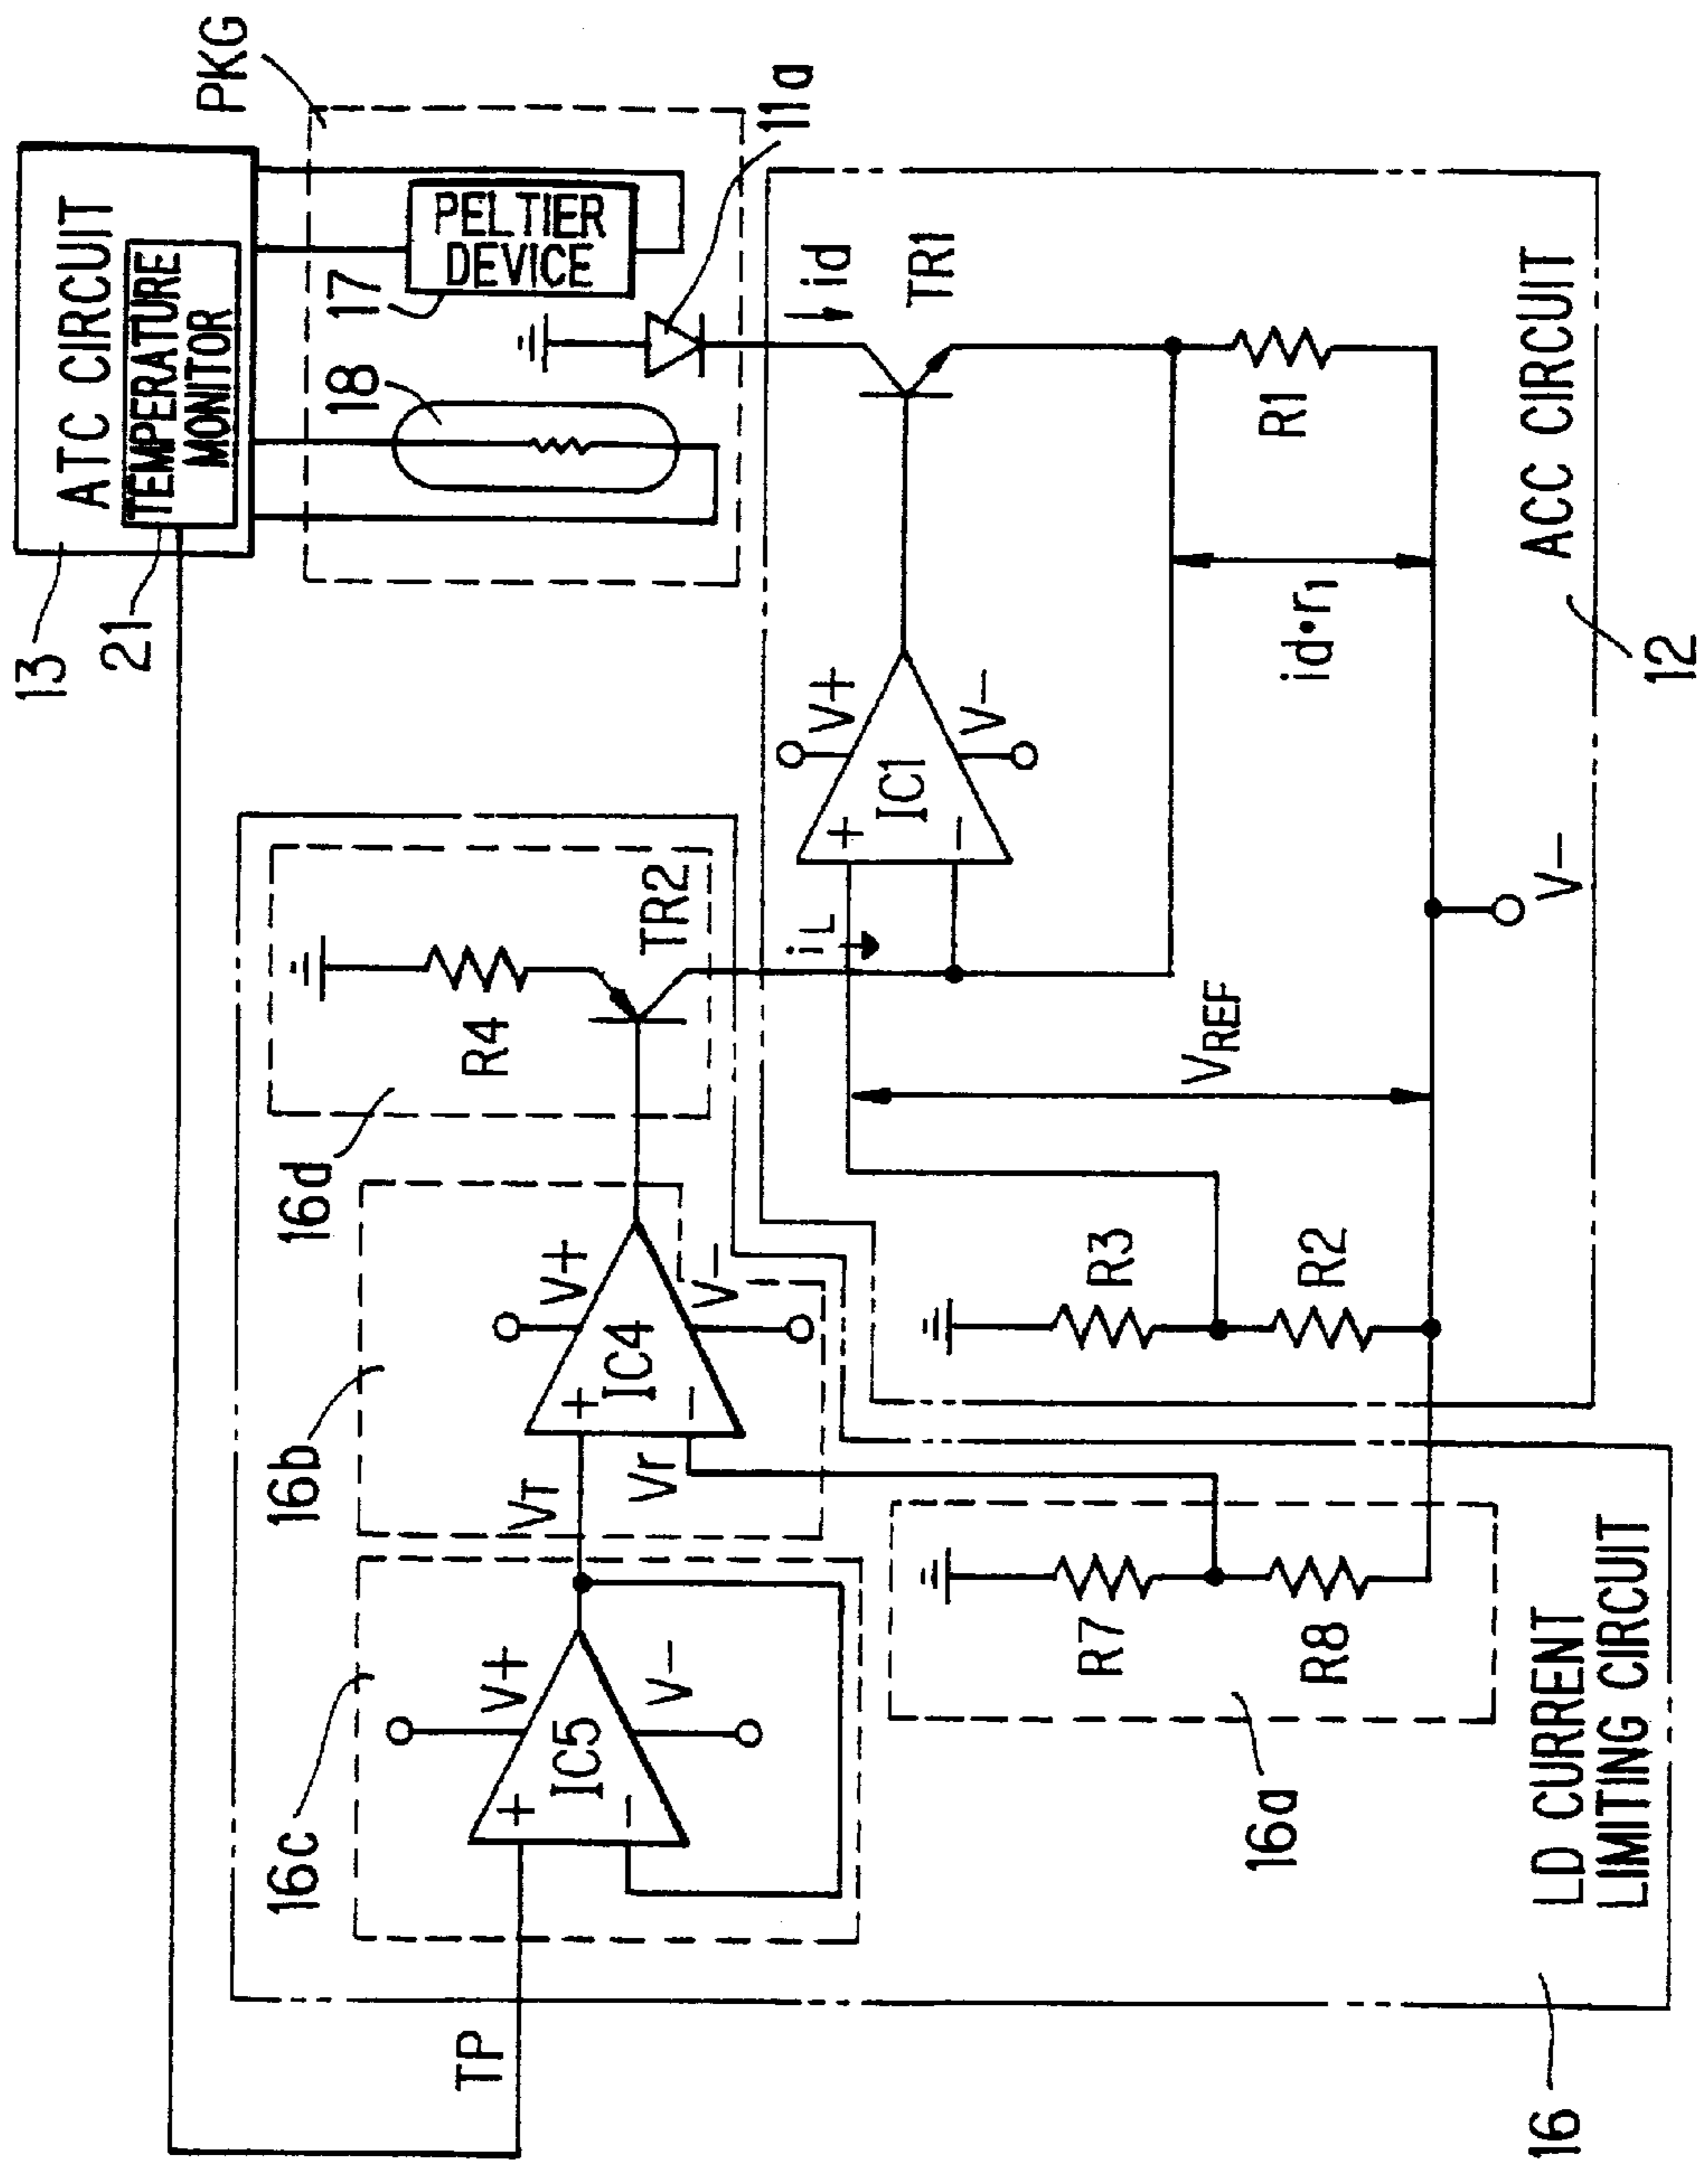 13
ATC CIRCUIT
21
TEMPERATURE
MONITOR
PKG
18
17
PELTIER
DEVICE
11a
id
TR1
R1
id·r1
ACC CIRCUIT
12
V+
IC1
+
−
V−
iL
VREF
V−
R3
R2
16d
R4
TR2
16b
V+
IC4
+
−
V−
VT
Vr
16c
V+
IC5
+
−
V−
TP
R7
R8
16a
LD CURRENT
LIMITING CIRCUIT
16